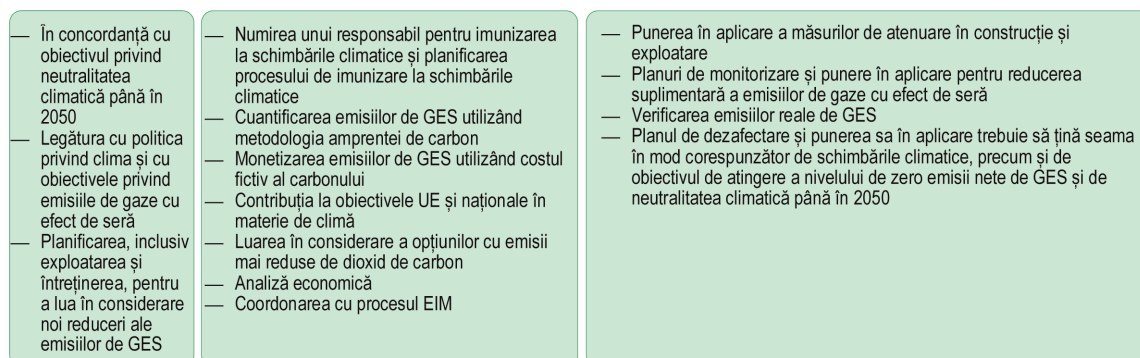 — În concordanță cu
obiectivul privind
neutralitatea
climatică până în
2050
— Legătura cu politica
privind clima și cu
obiectivele privind
emisiile de gaze cu
efect de seră
— Planificarea, inclusiv
exploatarea și
întreținerea, pentru
a lua în considerare
noi reduceri ale
emisiilor de GES
— Numirea unui responsabil pentru imunizarea
la schimbările climatice și planificarea
procesului de imunizare la schimbările
climatice
— Cuantificarea emisiilor de GES utilizând
metodologia amprentei de carbon
— Monetizarea emisiilor de GES utilizând costul
fictiv al carbonului
— Contribuția la obiectivele UE și naționale în
materie de climă
— Luarea în considerare a opțiunilor cu emisii
mai reduse de dioxid de carbon
— Analiză economică
— Coordonarea cu procesul EIM
— Punerea în aplicare a măsurilor de atenuare în construcție și
exploatare
— Planuri de monitorizare și punere în aplicare pentru reducerea
suplimentară a emisiilor de gaze cu efect de seră
— Verificarea emisiilor reale de GES
— Planul de dezafectare și punerea sa în aplicare trebuie să țină seama
în mod corespunzător de schimbările climatice, precum și de
obiectivul de atingere a nivelului de zero emisii nete de GES și de
neutralitatea climatică până în 2050